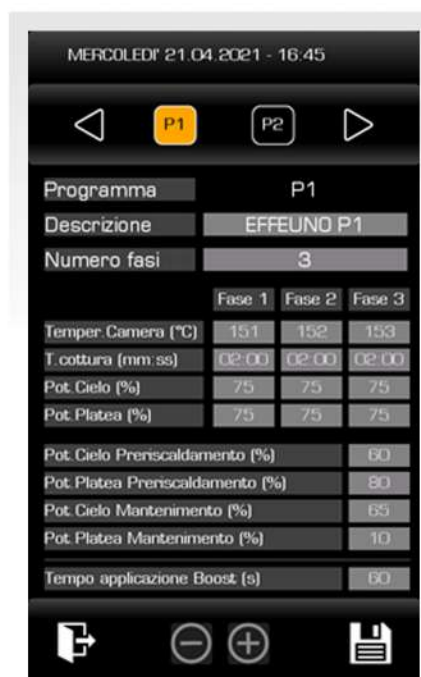 MERCOLEDI' 21.04.2021 - 16:45
P1 P2
Programma P1
Descrizione EFFEUNO P1
Numero fasi 3
Fase 1 Fase 2 Fase 3
Temper.Camera (°C) 151 152 153
T.cottura (mm:ss) 02:00 02:00 02:00
Pot.Cielo (%) 75 75 75
Pot.Platea (%) 75 75 75
Pot.Cielo Preriscaldamento (%) 60
Pot.Platea Preriscaldamento (%) 80
Pot.Cielo Mantenimento (%) 65
Pot.Platea Mantenimento (%) 10
Tempo applicazione Boost (s) 60